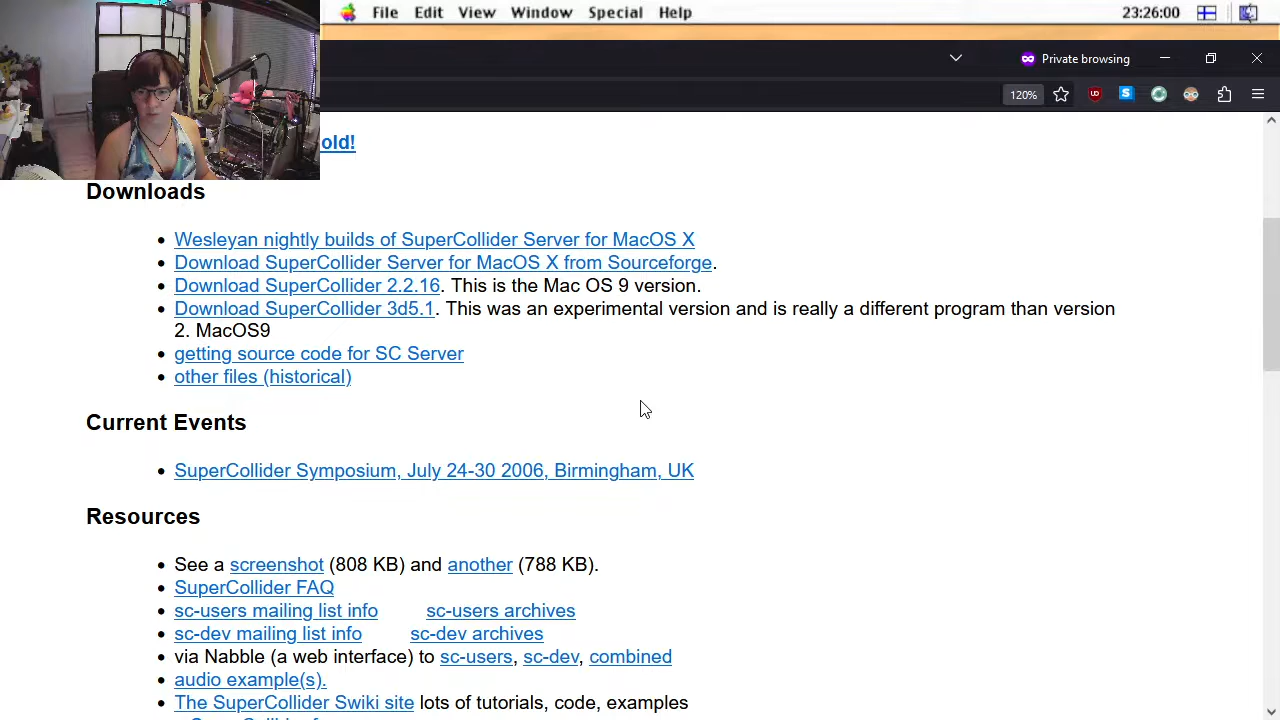 File Edit View Window Special Help 23:26:00
Private browsing
120%
old!
Downloads
Wesleyan nightly builds of SuperCollider Server for MacOS X
Download SuperCollider Server for MacOS X from Sourceforge.
Download SuperCollider 2.2.16. This is the Mac OS 9 version.
Download SuperCollider 3d5.1. This was an experimental version and is really a different program than version
2. MacOS9
getting source code for SC Server
other files (historical)
Current Events
SuperCollider Symposium, July 24-30 2006, Birmingham, UK
Resources
See a screenshot (808 KB) and another (788 KB).
SuperCollider FAQ
sc-users mailing list info sc-users archives
sc-dev mailing list info sc-dev archives
via Nabble (a web interface) to sc-users, sc-dev, combined
audio example(s).
The SuperCollider Swiki site lots of tutorials, code, examples